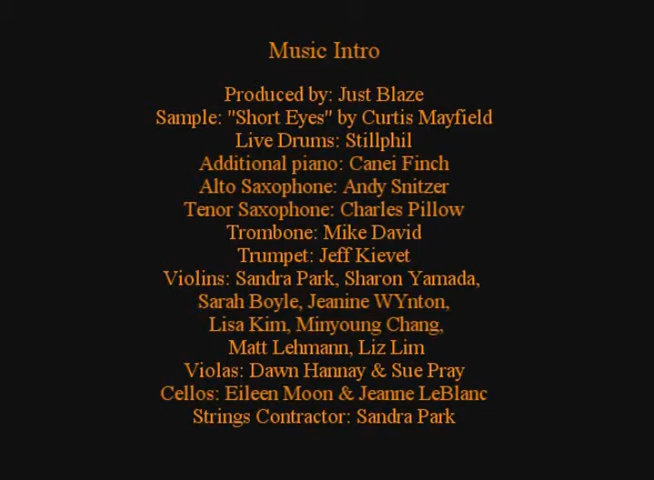 Music Intro
Produced by: Just Blaze
Sample: "Short Eyes" by Curtis Mayfield
Live Drums: Stillphil
Additional piano: Canei Finch
Alto Saxophone: Andy Snitzer
Tenor Saxophone: Charles Pillow
Trombone: Mike David
Trumpet: Jeff Kievet
Violins: Sandra Park, Sharon Yamada,
Sarah Boyle, Jeanine WYnton,
Lisa Kim, Minyoung Chang,
Matt Lehmann, Liz Lim
Violas: Dawn Hannay & Sue Pray
Cellos: Eileen Moon & Jeanne LeBlanc
Strings Contractor: Sandra Park